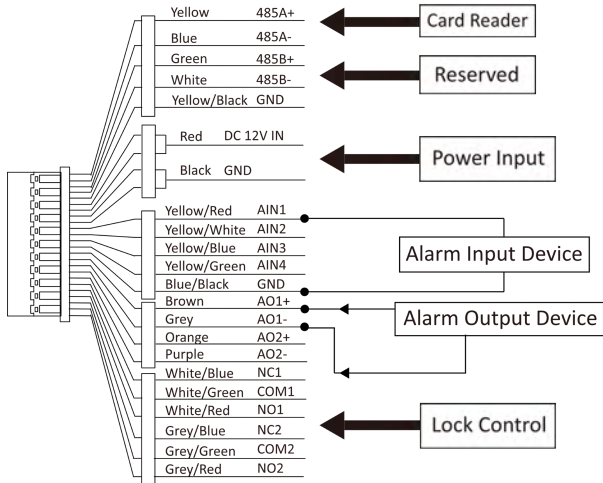 Yellow 485A+
Card Reader
Blue 485A-
Green 485B+
Reserved
White 485B-
Yellow/Black GND
Red DC 12V IN
Power Input
Black GND
Yellow/Red AIN1
Yellow/White AIN2
Alarm Input Device
Yellow/Blue AIN3
Yellow/Green AIN4
Blue/Black GND
Brown AO1+
Alarm Output Device
Grey AO1-
Orange AO2+
Purple AO2-
White/Blue NC1
White/Green COM1
White/Red NO1
Lock Control
Grey/Blue NC2
Grey/Green COM2
Grey/Red NO2